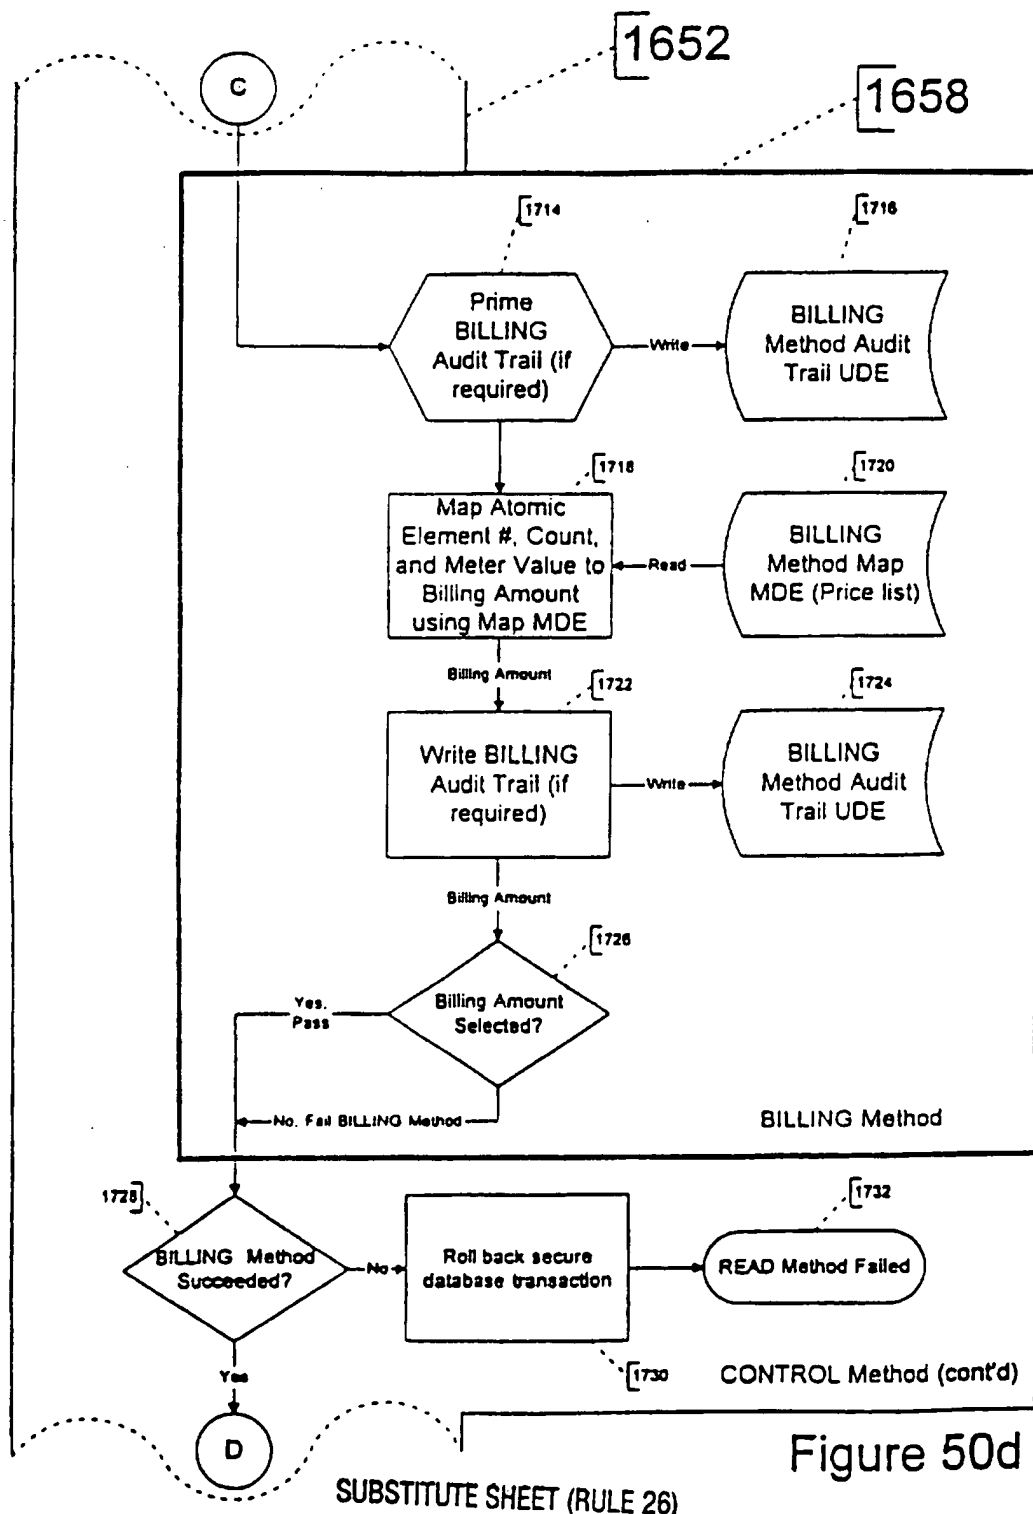 1652
C
1658
1714
1716
Prime
BILLING
Audit Trail (if
required)
Write
BILLING
Method Audit
Trail UDE
1718
1720
Map Atomic
Element #, Count,
and Meter Value to
Billing Amount
using Map MDE
Read
BILLING
Method Map
MDE (Price list)
Billing Amount
1722
1724
Write BILLING
Audit Trail (if
required)
Write
BILLING
Method Audit
Trail UDE
Billing Amount
1726
Billing Amount
Selected?
Yes.
Pass
No. Fail BILLING Method
BILLING Method
1728
1732
BILLING Method
Succeeded?
No
Roll back secure
database transaction
READ Method Failed
Yes
1730
CONTROL Method (cont'd)
D
Figure 50d
SUBSTITUTE SHEET (RULE 26)